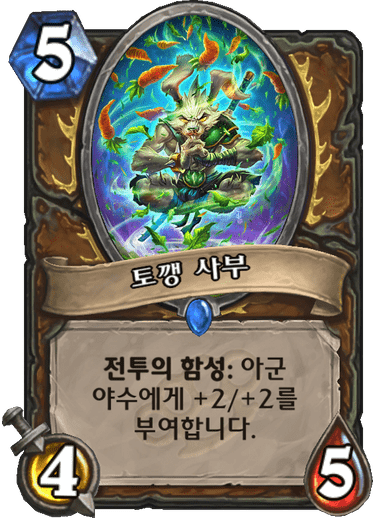 5
토깽 사부
전투의 함성: 아군
야수에게 +2/+2를
부여합니다.
4
5